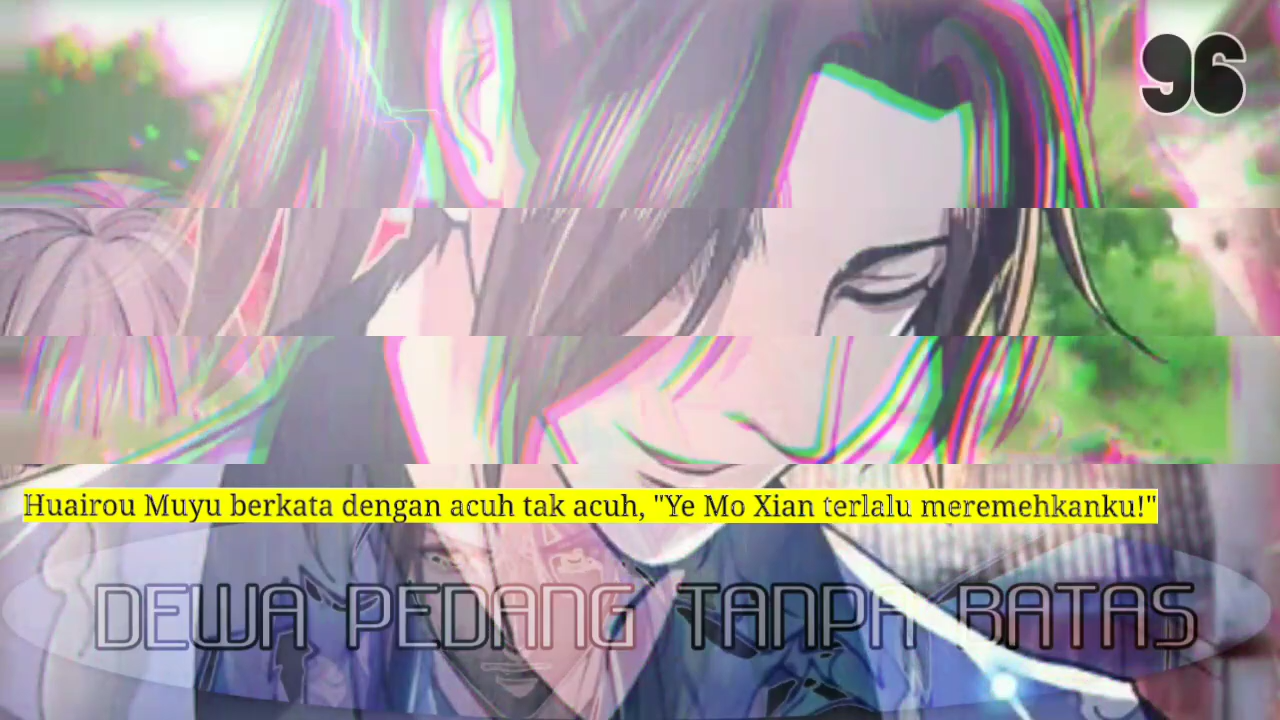 96
Huairou Muyu berkata dengan acuh tak acuh, "Ye Mo Xian terlalu meremehkanku!"
DEWA PEDANG TANPA BATAS